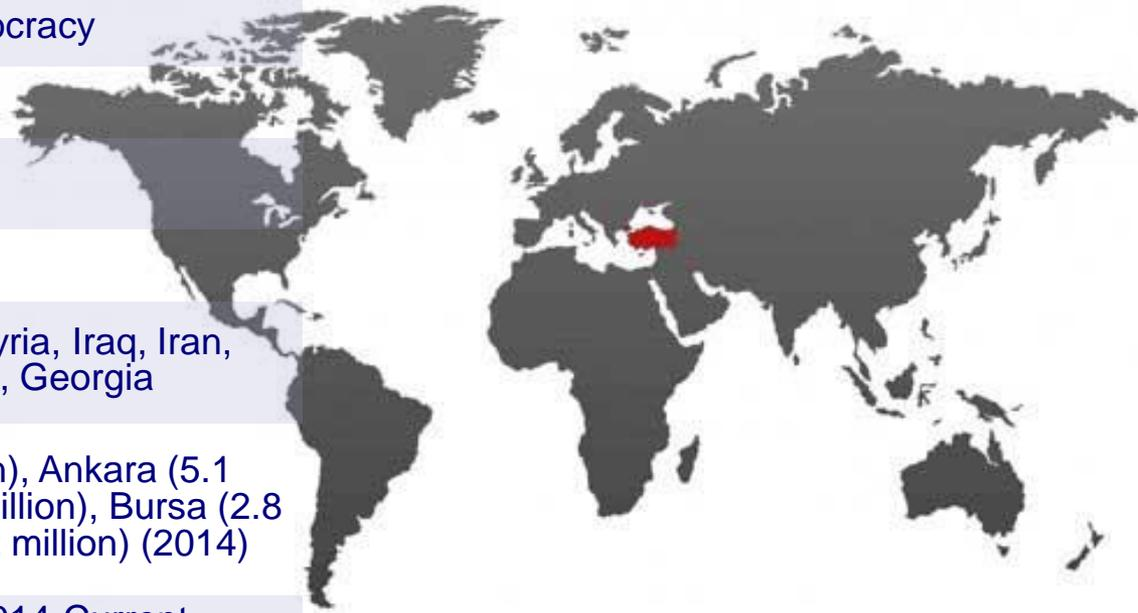 ocracy
yria, Iraq, Iran,
, Georgia
n), Ankara (5.1
illion), Bursa (2.8
million) (2014)
014-Current